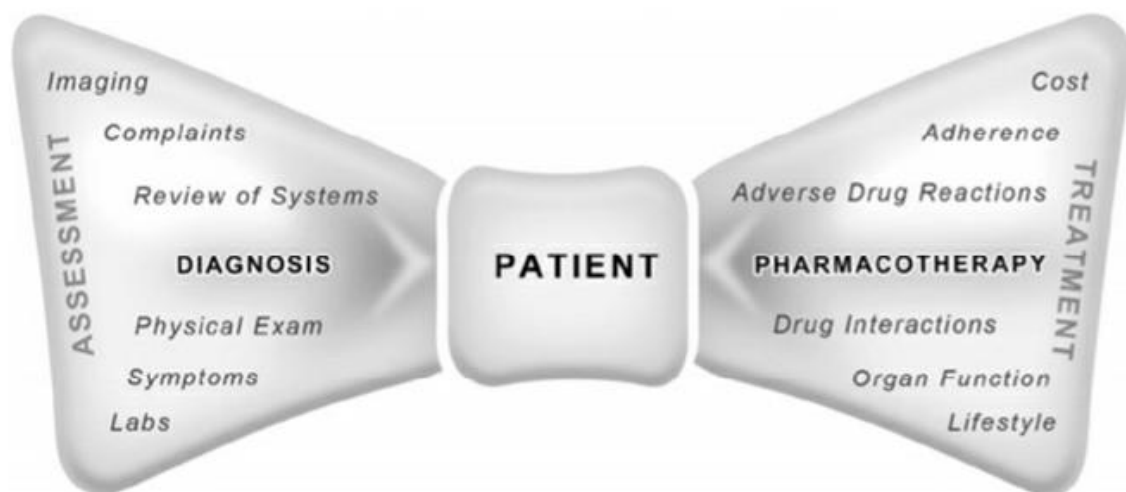 ASSESSMENT
Imaging
Complaints
Review of Systems
DIAGNOSIS
Physical Exam
Symptoms
Labs
PATIENT
Cost
Adherence
Adverse Drug Reactions
PHARMACOTHERAPY
Drug Interactions
Organ Function
Lifestyle
TREATMENT